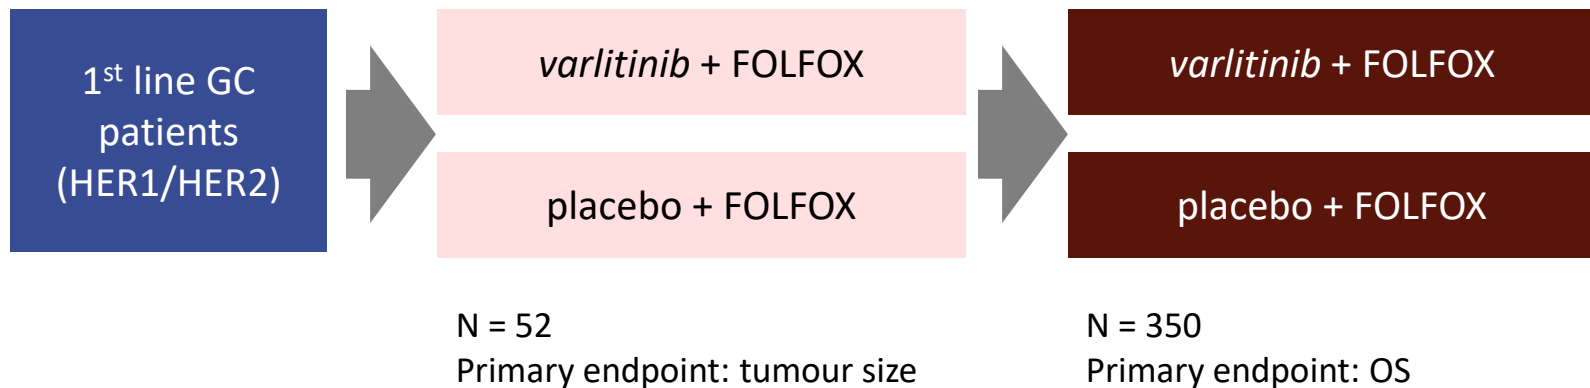 1st line GC
patients
(HER1/HER2)
varlitinib + FOLFOX
placebo + FOLFOX
N = 52
Primary endpoint: tumour size
varlitinib + FOLFOX
placebo + FOLFOX
N = 350
Primary endpoint: OS